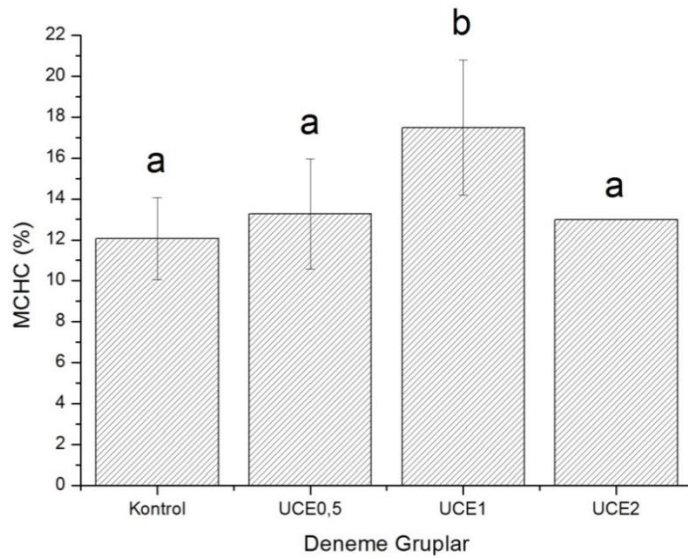 MCHC (%)
22
20
18
16
14
12
10
8
6
4
2
0
a
a
b
a
Kontrol
UCE0,5
UCE1
UCE2
Deneme Gruplar